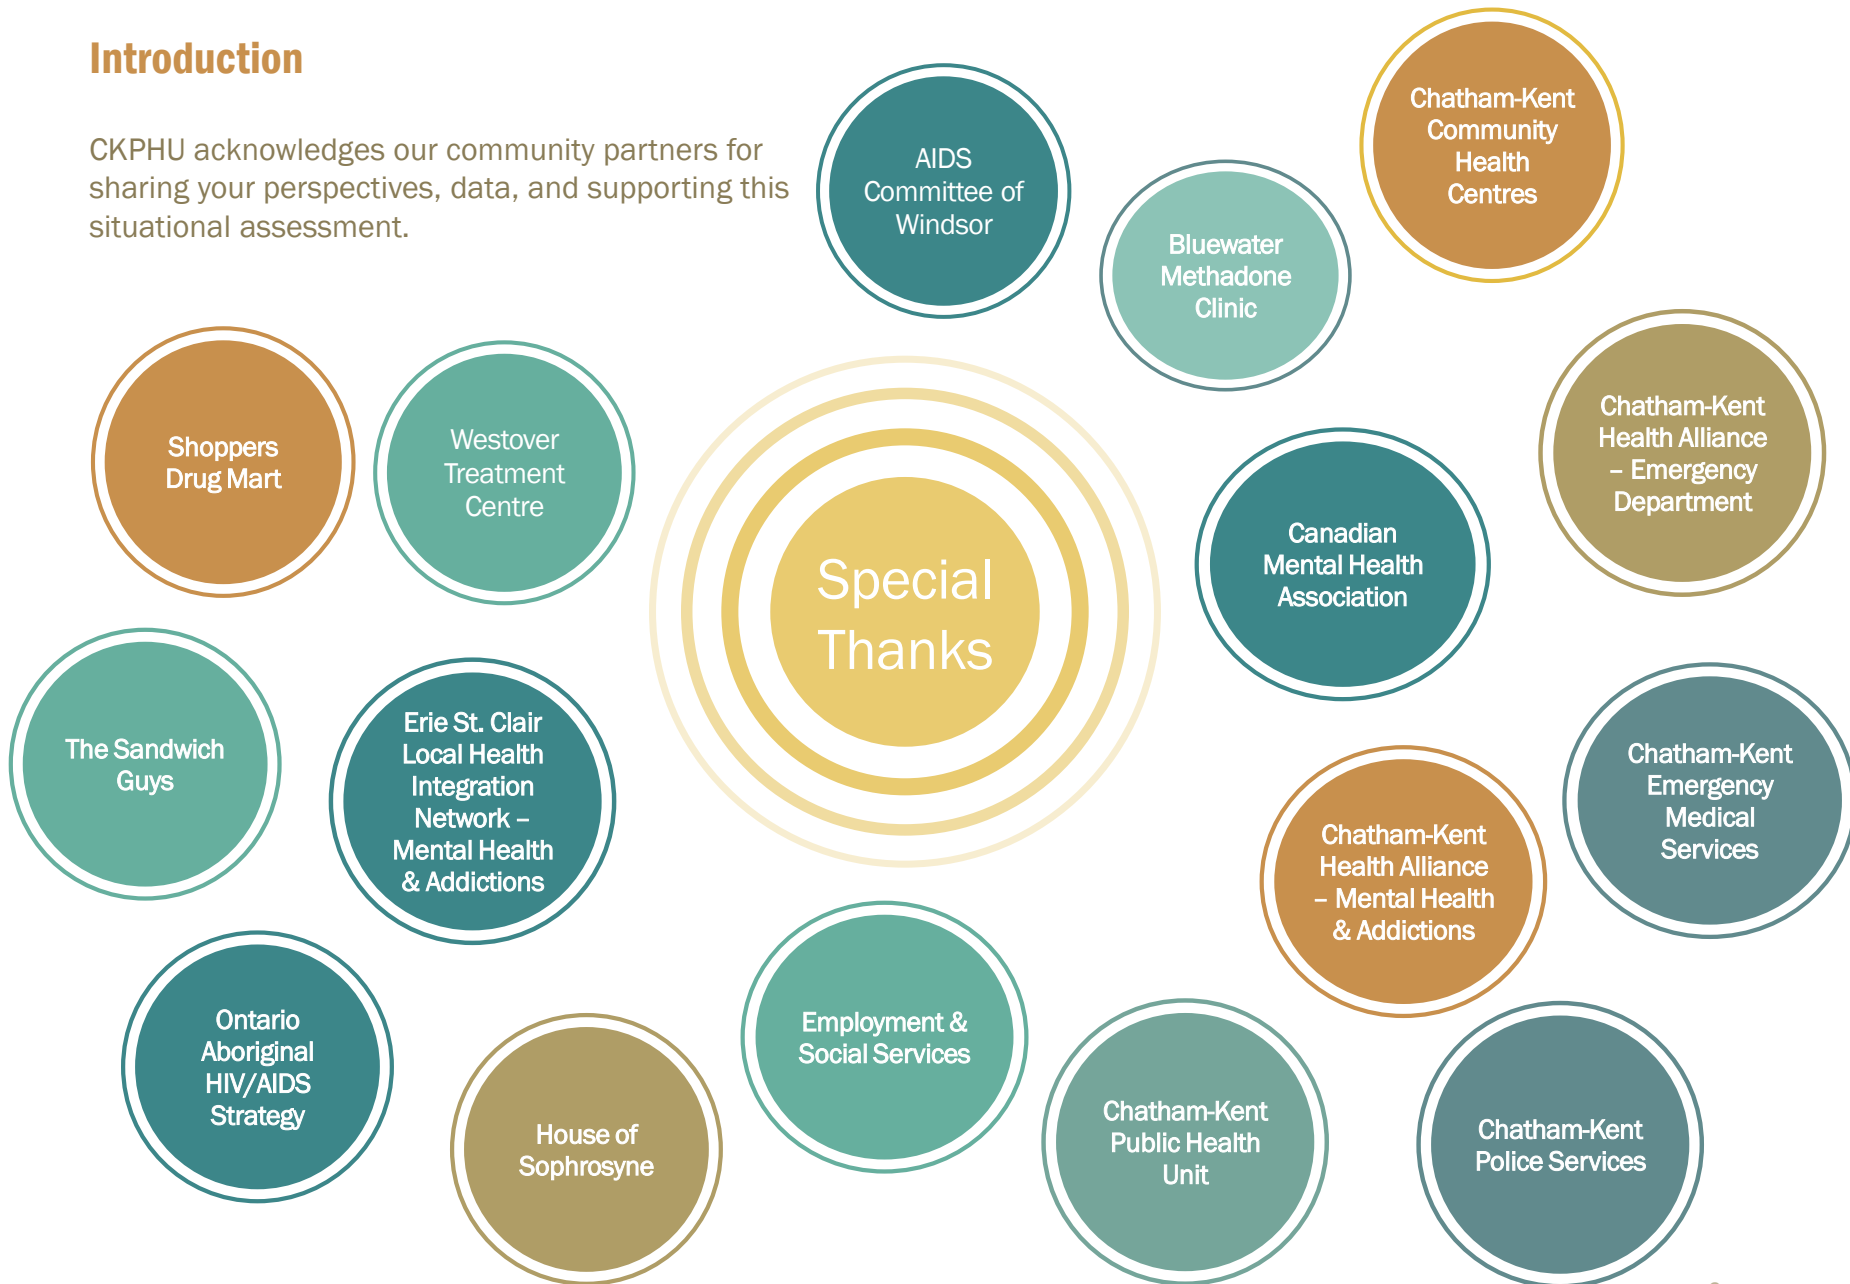 Introduction
CKPHU acknowledges our community partners for
sharing your perspectives, data, and supporting this
situational assessment.
AIDS
Committee of
Windsor
Bluewater
Methadone
Clinic
Chatham-Kent
Community
Health
Centres
Shoppers
Drug Mart
Westover
Treatment
Centre
Special
Thanks
Canadian
Mental Health
Association
Chatham-Kent
Health Alliance
– Emergency
Department
The Sandwich
Guys
Erie St. Clair
Local Health
Integration
Network –
Mental Health
& Addictions
Chatham-Kent
Health Alliance
– Mental Health
& Addictions
Chatham-Kent
Emergency
Medical
Services
Ontario
Aboriginal
HIV/AIDS
Strategy
House of
Sophrosyne
Employment &
Social Services
Chatham-Kent
Public Health
Unit
Chatham-Kent
Police Services